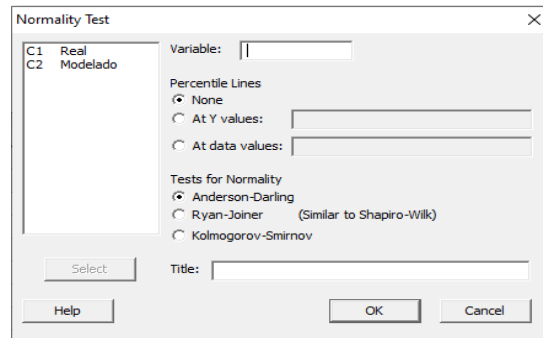 Normality Test
C1 Real
C2 Modelado
Variable:
Percentile Lines
None
At Y values:
At data values:
Tests for Normality
Anderson-Darling
Ryan-Joiner (Similar to Shapiro-Wilk)
Kolmogorov-Smirnov
Select
Title:
Help
OK
Cancel